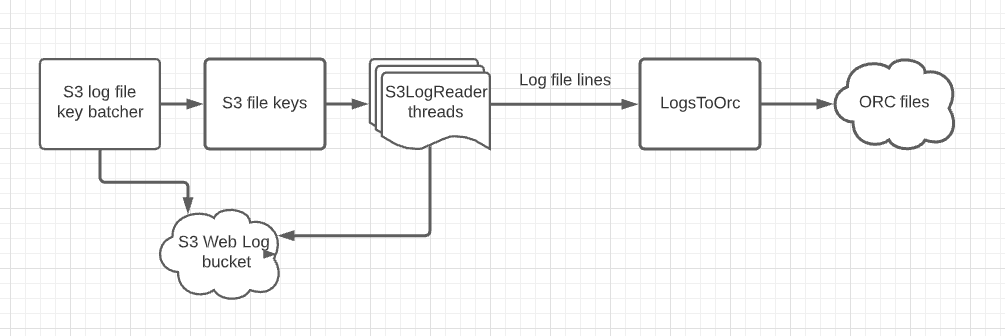 S3 log file
key batcher
S3 file keys
S3LogReader
threads
Log file lines
LogsToOrc
ORC files
S3 Web Log
bucket